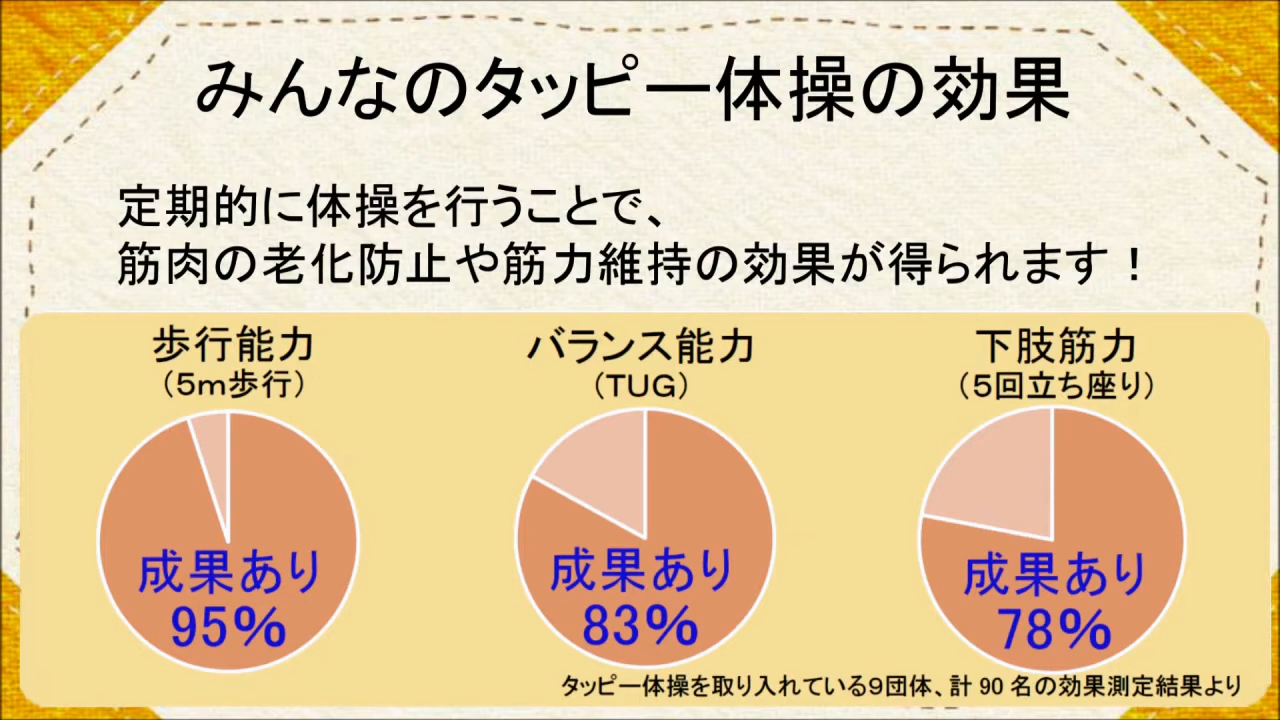 みんなのタッピー体操の効果
定期的に体操を行うことで、
筋肉の老化防止や筋力維持の効果が得られます！
歩行能力
（5ｍ歩行）
成果あり
95％
バランス能力
（TUG）
成果あり
83％
下肢筋力
（５回立ち座り）
成果あり
78％
タッピー体操を取り入れている９団体、計 90 名の効果測定結果より